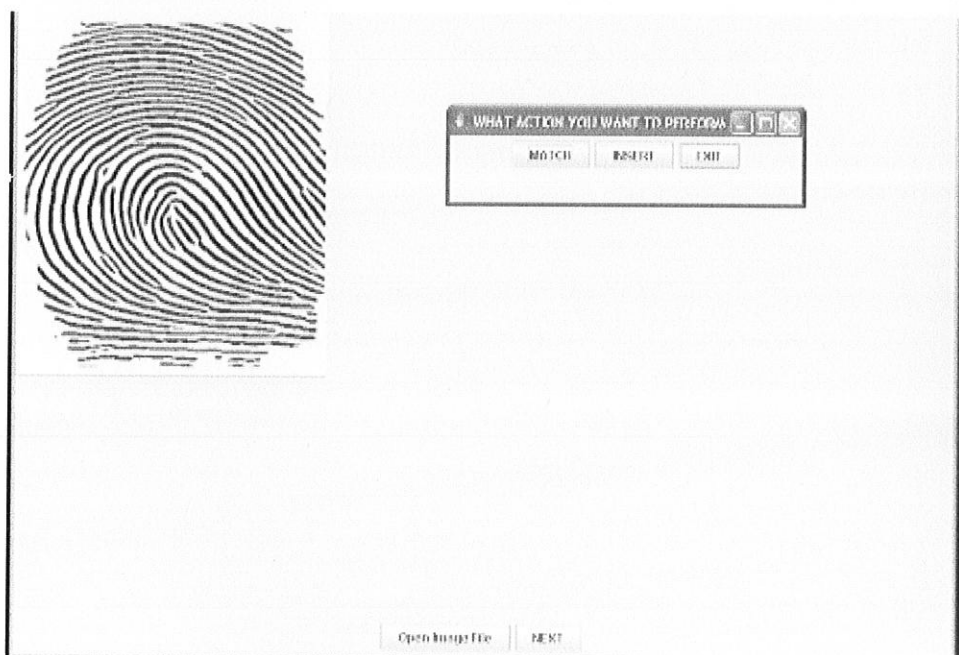 WHAT ACTION YOU WANT TO PERFORM
MATCH INSERT EXIT
Open Image File NEXT